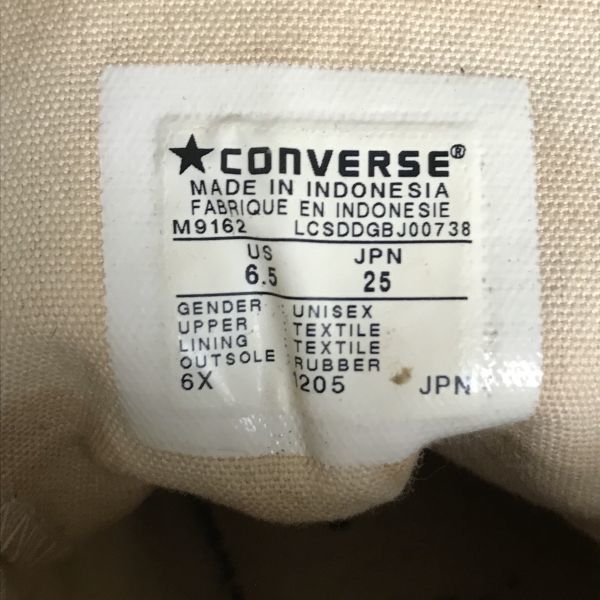 ★CONVERSE®
MADE IN INDONESIA
FABRIQUE EN INDONESIE
M9162 LCSDDGBJ00738
US JPN
6.5 25
GENDER UNISEX
UPPER TEXTILE
LINING TEXTILE
OUTSOLE RUBBER
6X 1205 JPN